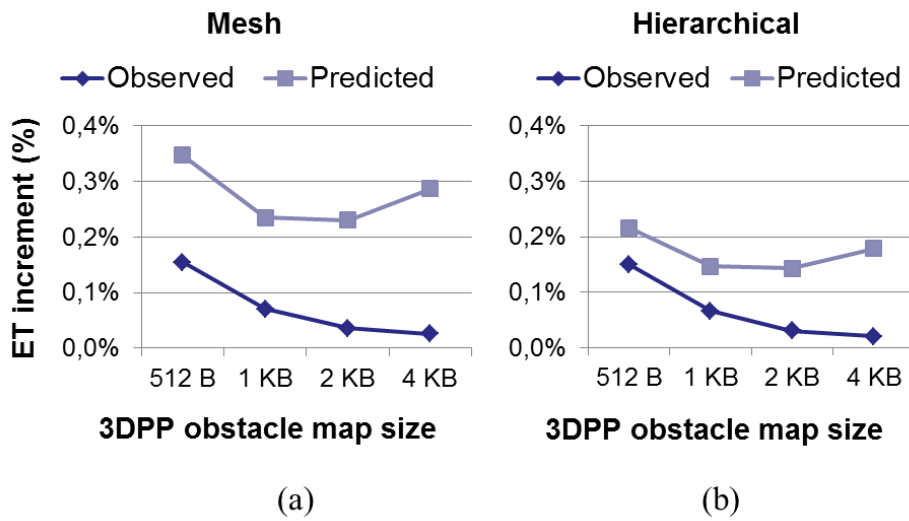 Mesh
Observed Predicted
ET increment (%)
0,4%
0,3%
0,2%
0,1%
0,0%
512 B 1 KB 2 KB 4 KB
3DPP obstacle map size
(a)
Hierarchical
Observed Predicted
0,4%
0,3%
0,2%
0,1%
0,0%
512 B 1 KB 2 KB 4 KB
3DPP obstacle map size
(b)